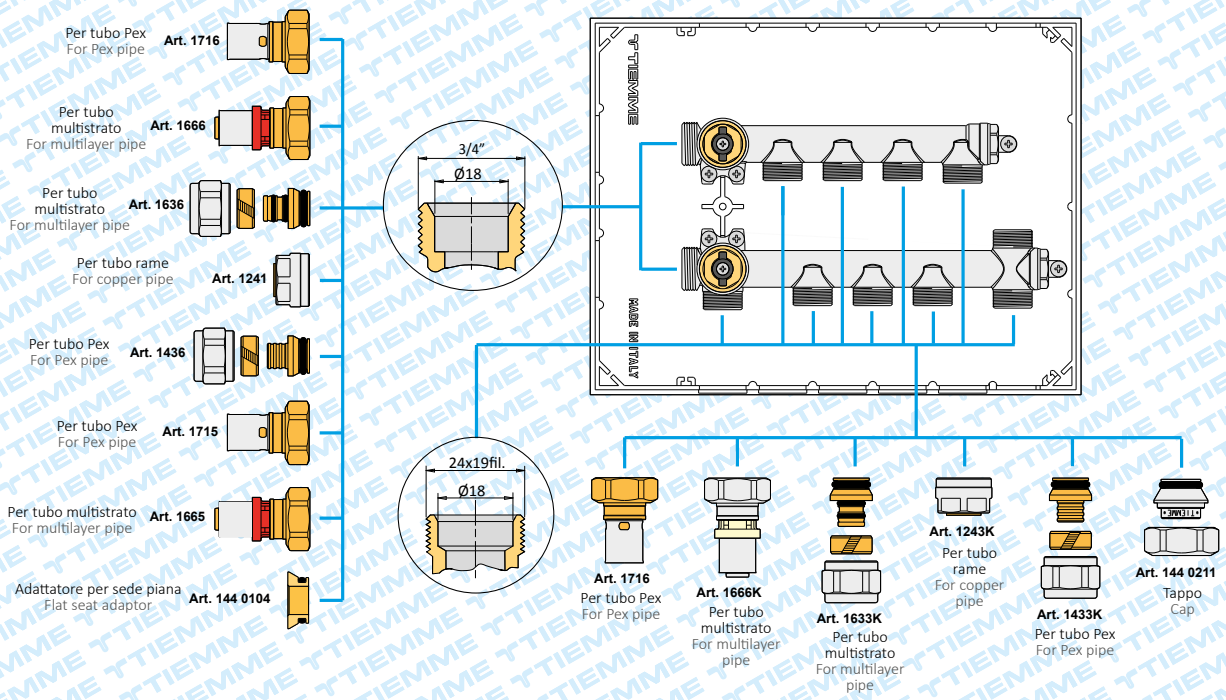 Per tubo Pex
For Pex pipe
Art. 1716
Per tubo
multistrato
For multilayer pipe
Art. 1666
Per tubo
multistrato
For multilayer pipe
Art. 1636
Per tubo rame
For copper pipe
Art. 1241
Per tubo Pex
For Pex pipe
Art. 1436
Per tubo Pex
For Pex pipe
Art. 1715
Per tubo multistrato
For multilayer pipe
Art. 1665
Adattatore per sede piana
Flat seat adaptor
Art. 144 0104
3/4”
Ø18
24x19fil.
Ø18
TIEMME
MADE IN ITALY
Art. 1716
Per tubo Pex
For Pex pipe
Art. 1666K
Per tubo
multistrato
For multilayer
pipe
Art. 1633K
Per tubo
multistrato
For multilayer
pipe
Art. 1243K
Per tubo
rame
For copper
pipe
Art. 1433K
Per tubo Pex
For Pex pipe
TIEMME
Art. 144 0211
Tappo
Cap